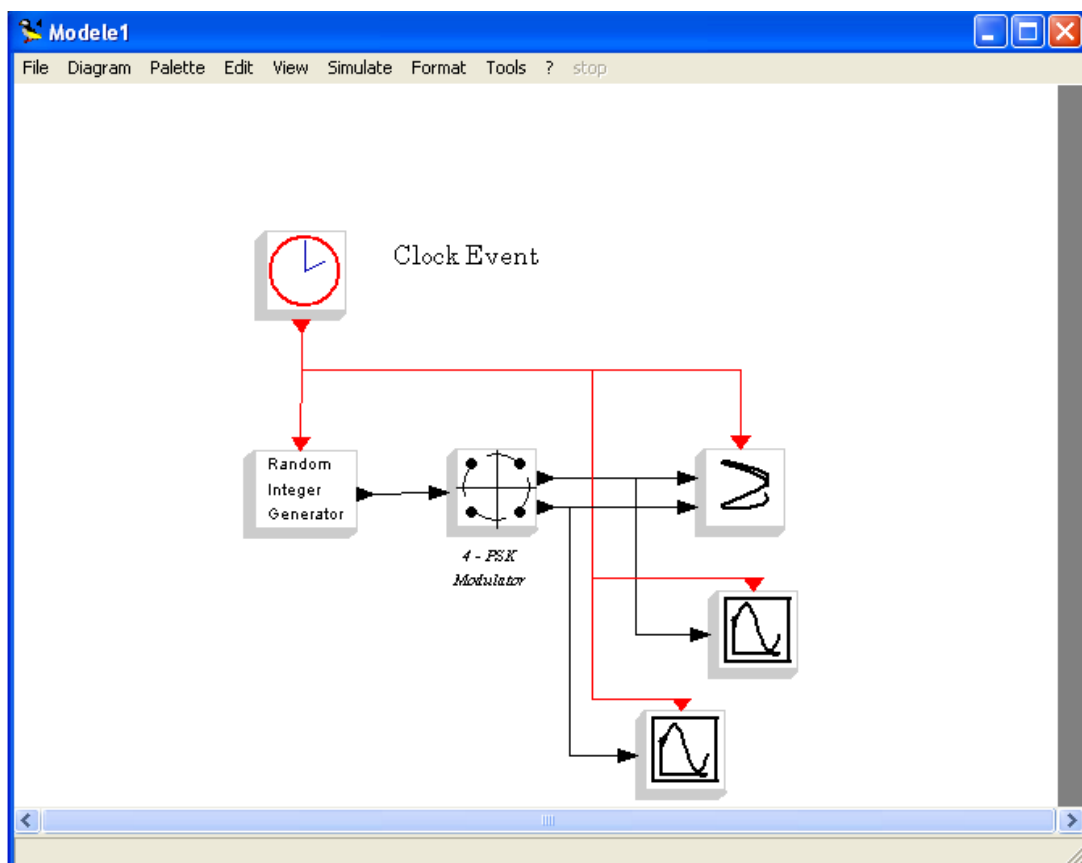 Modele1
File Diagram Palette Edit View Simulate Format Tools ? stop
Clock Event
Random
Integer
Generator
4 - PSK
Modulator